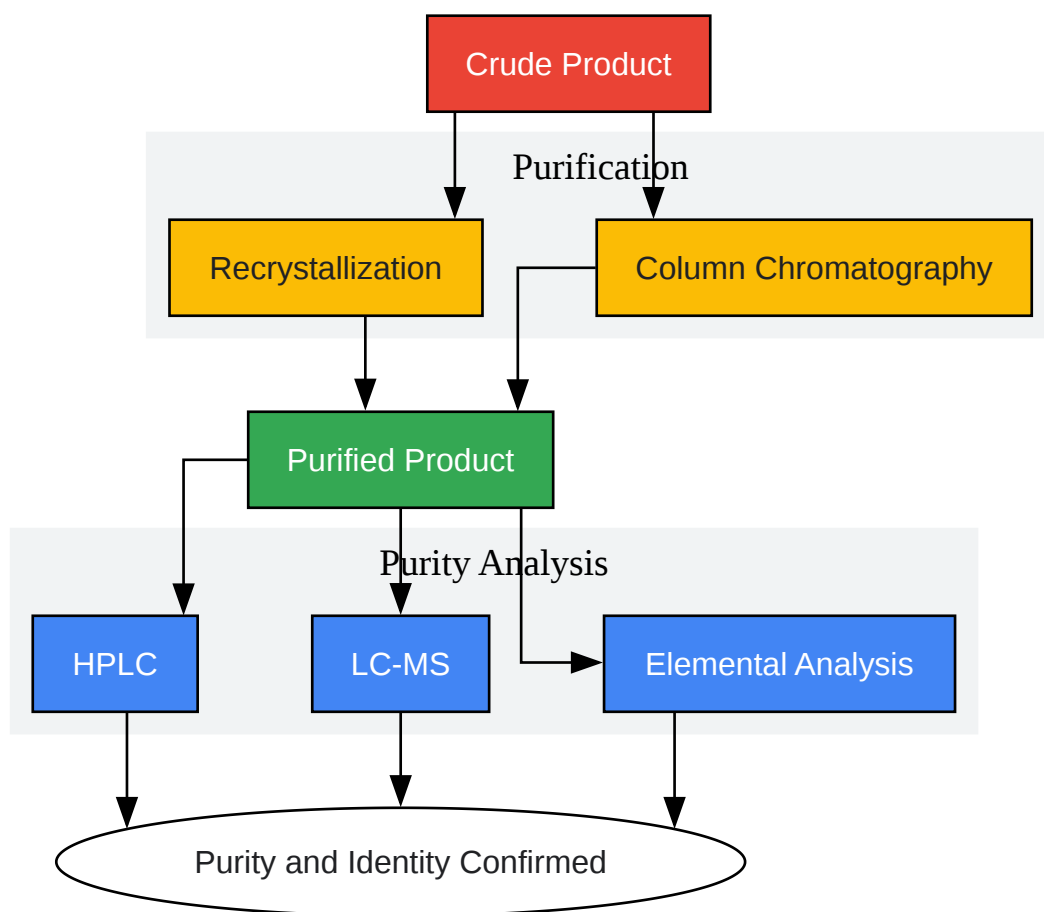 Crude Product
Purification
Recrystallization
Column Chromatography
Purified Product
Purity Analysis
HPLC
LC-MS
Elemental Analysis
Purity and Identity Confirmed